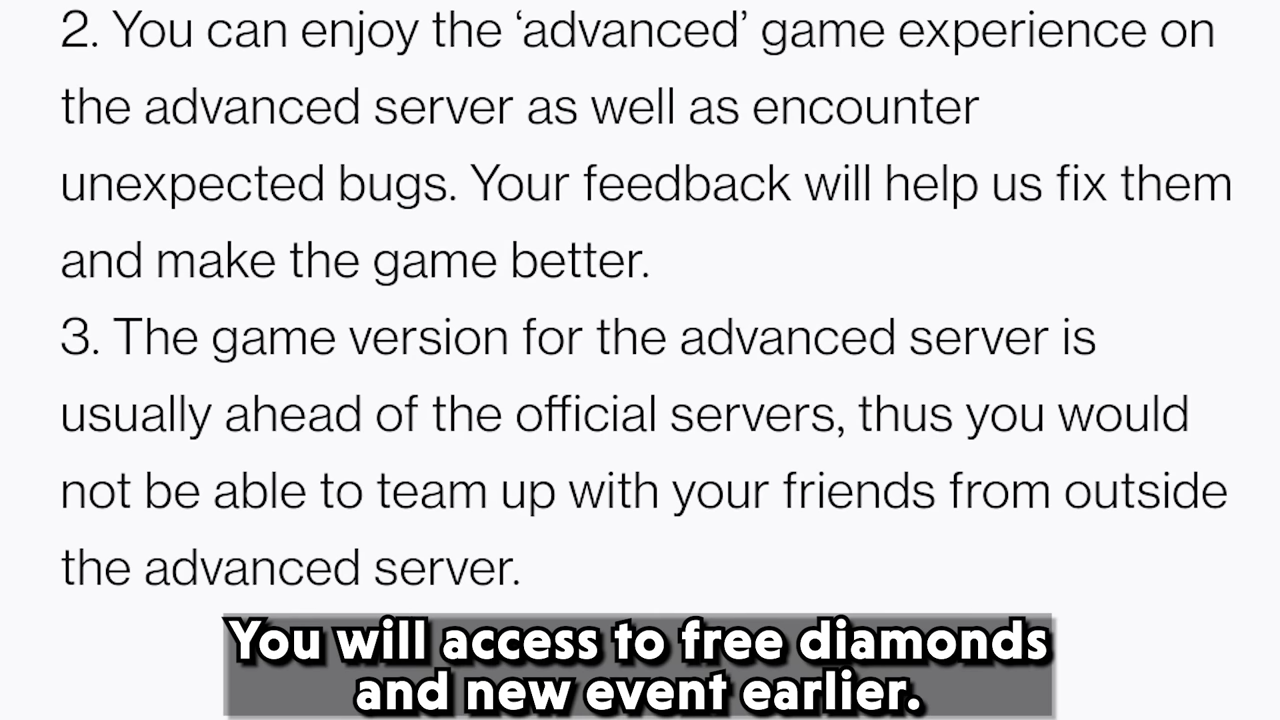 2. You can enjoy the ‘advanced’ game experience on
the advanced server as well as encounter
unexpected bugs. Your feedback will help us fix them
and make the game better.
3. The game version for the advanced server is
usually ahead of the official servers, thus you would
not be able to team up with your friends from outside
the advanced server.
You will access to free diamonds
and new event earlier.